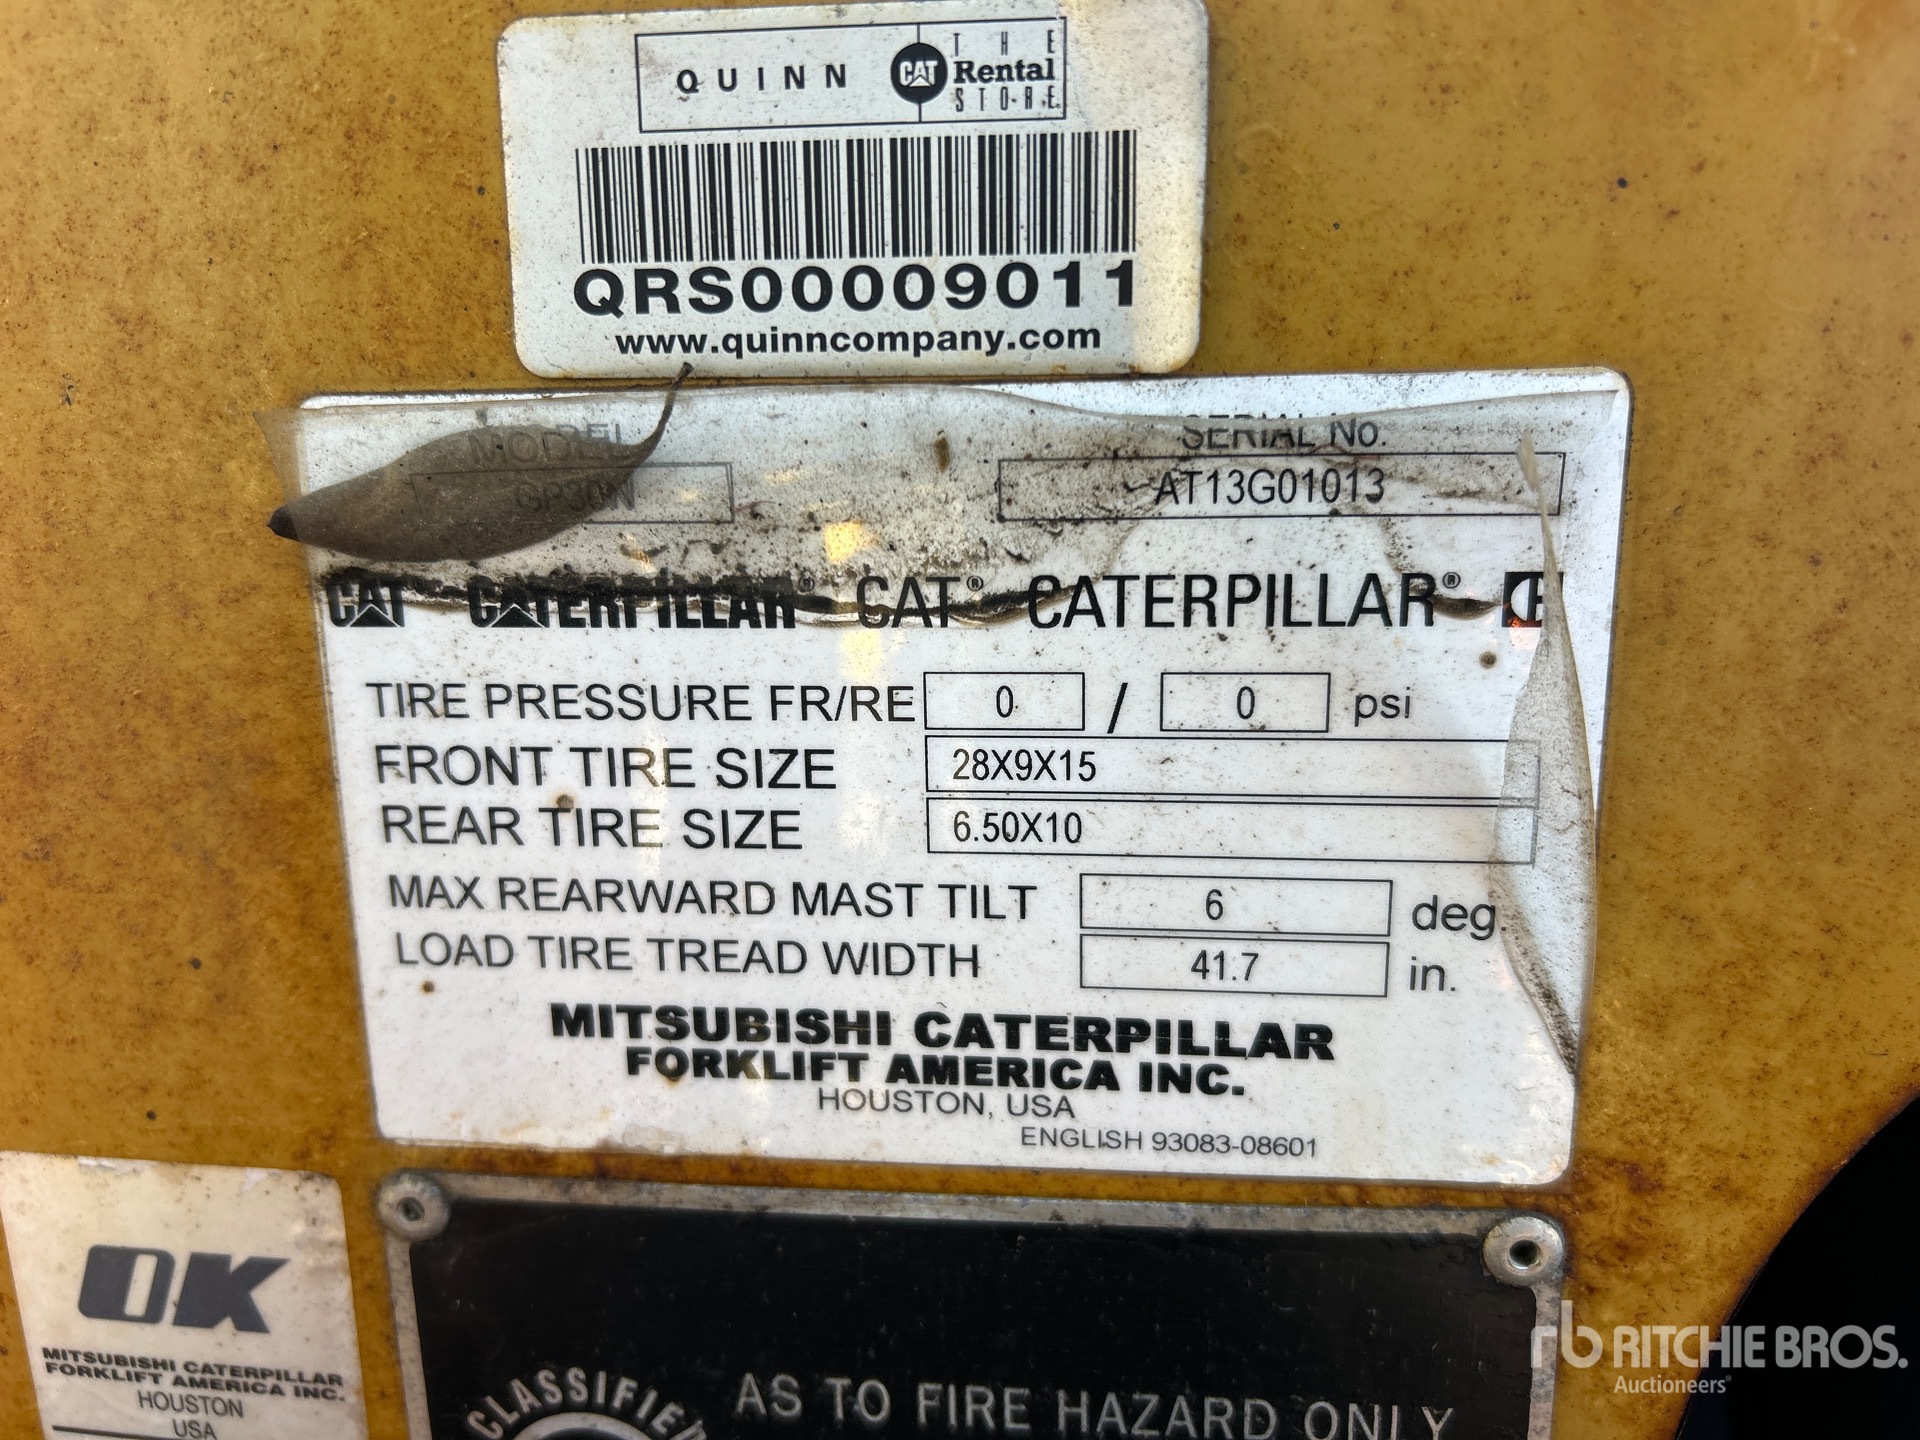 QUINN CAT THE Rental STORE
QRS00009011
www.quinncompany.com
MODEL SERIAL No.
GP30N AT13G01013
CAT CATERPILLAR® CAT® CATERPILLAR®
TIRE PRESSURE FR/RE 0 / 0 psi
FRONT TIRE SIZE 28X9X15
REAR TIRE SIZE 6.50X10
MAX REARWARD MAST TILT 6 deg.
LOAD TIRE TREAD WIDTH 41.7 in.
MITSUBISHI CATERPILLAR
FORKLIFT AMERICA INC.
HOUSTON, USA
ENGLISH 93083-08601
OK
MITSUBISHI CATERPILLAR
FORKLIFT AMERICA INC.
HOUSTON
USA
CLASSIFIED
AS TO FIRE HAZARD ONLY
rb RITCHIE BROS.
Auctioneers